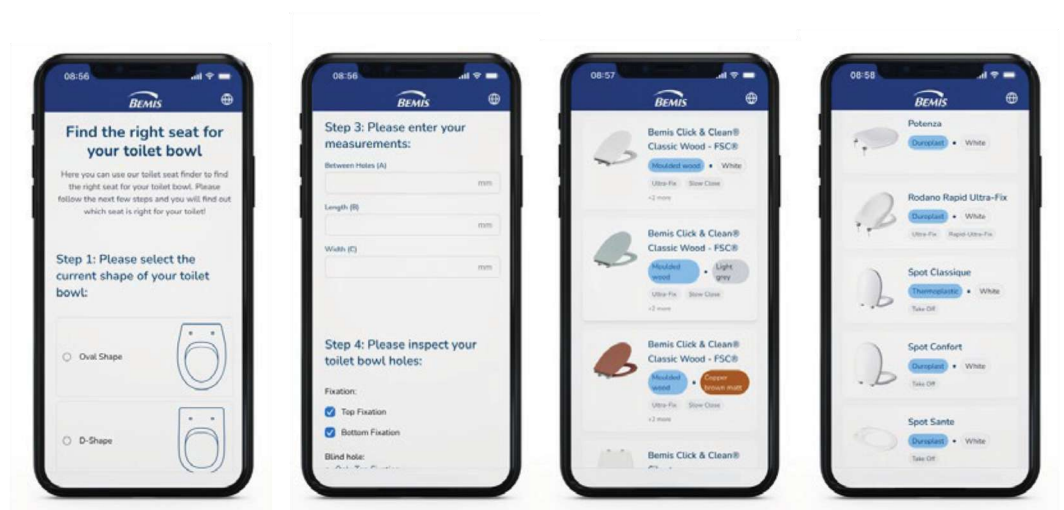 08:56
BEMIS
Find the right seat for
your toilet bowl
Here you can use our toilet seat finder to find
the right seat for your toilet bowl. Please
follow the next few steps and you will find out
which seat is right for your toilet!
Step 1: Please select the
current shape of your toilet
bowl:
Oval Shape
D-Shape
08:56
BEMIS
Step 3: Please enter your
measurements:
Between Holes (A)
mm
Length (B)
mm
Width (C)
mm
Step 4: Please inspect your
toilet bowl holes:
Fixation:
Top Fixation
Bottom Fixation
Blind hole:
08:57
BEMIS
Bemis Click & Clean®
Classic Wood - FSC®
Moulded wood • White
Ultra-Fix Slow Close
+2 more
Bemis Click & Clean®
Classic Wood - FSC®
Moulded
wood • Light
grey
Ultra-Fix Slow Close
+2 more
Bemis Click & Clean®
Classic Wood - FSC®
Moulded
wood • Copper
brown matt
Ultra-Fix Slow Close
+2 more
Bemis Click & Clean®
08:58
BEMIS
Potenza
Duroplast • White
Rodano Rapid Ultra-Fix
Duroplast • White
Ultra-Fix Rapid Ultra-Fix
Spot Classique
Thermoplastic • White
Take Off
Spot Confort
Duroplast • White
Take Off
Spot Sante
Duroplast • White
Take Off